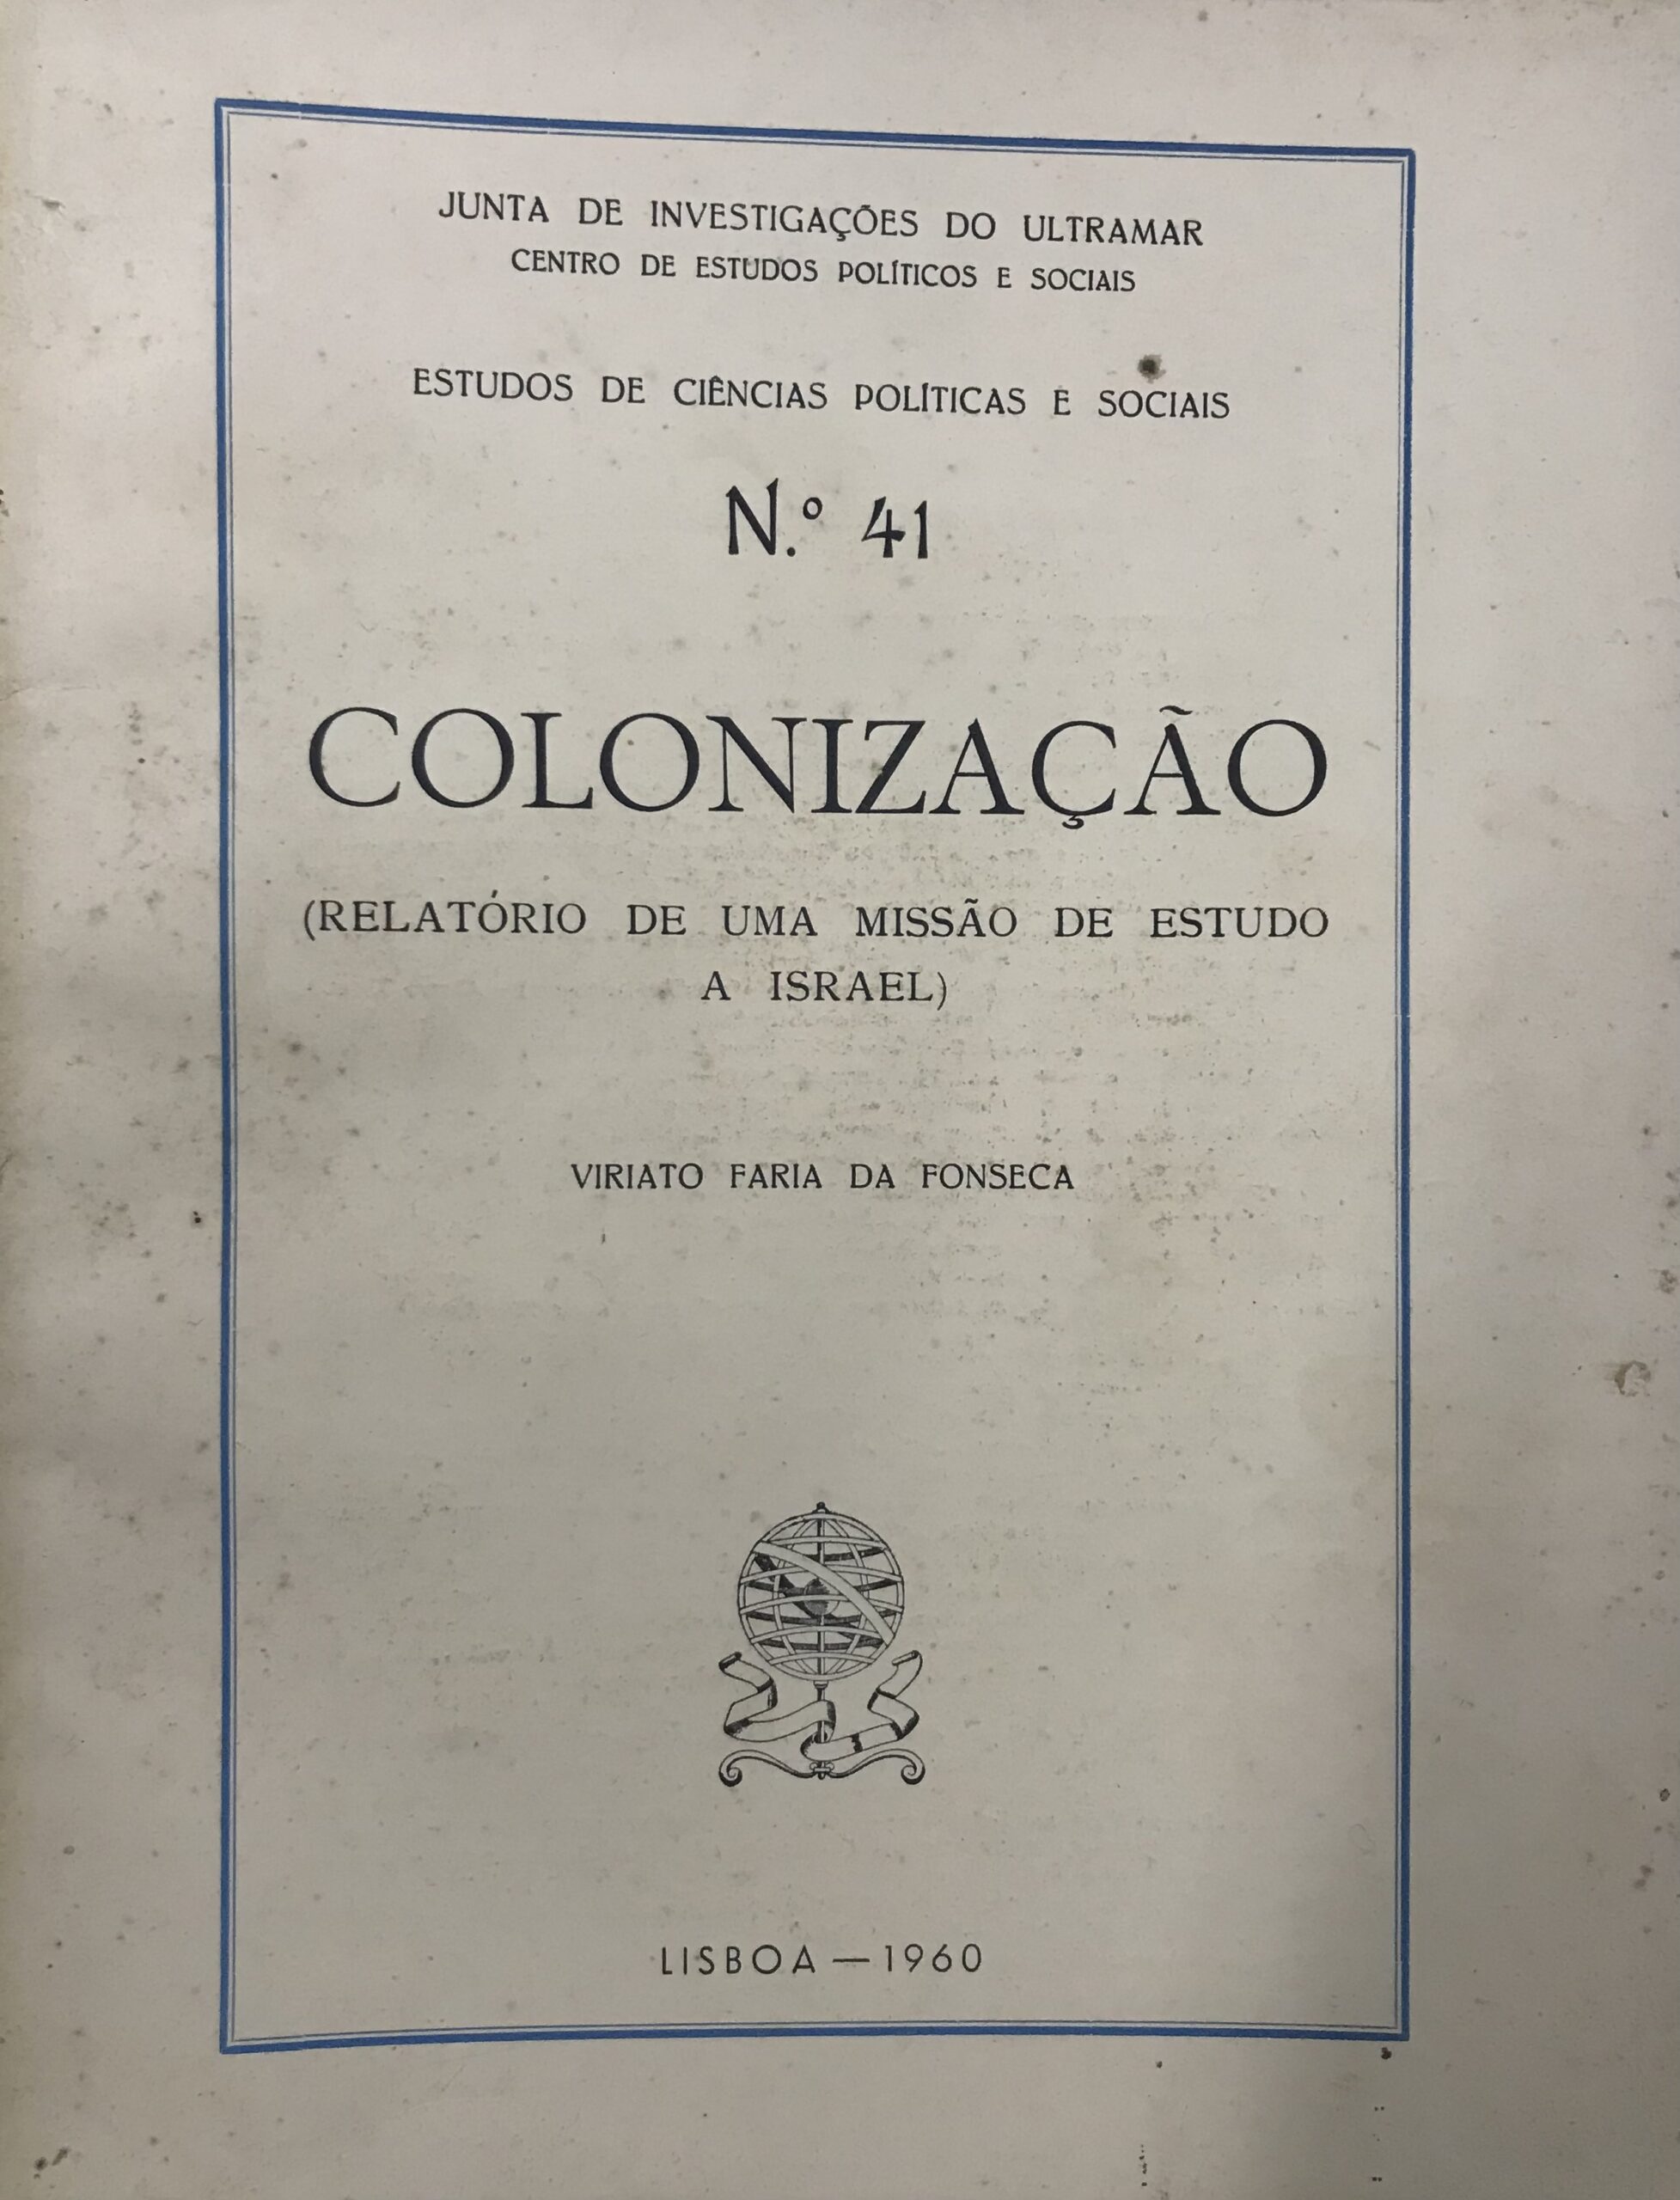 JUNTA DE INVESTIGAÇÕES DO ULTRAMAR
CENTRO DE ESTUDOS POLÍTICOS E SOCIAIS
ESTUDOS DE CIÊNCIAS POLÍTICAS E SOCIAIS
N.º 41
COLONIZAÇÃO
(RELATÓRIO DE UMA MISSÃO DE ESTUDO
A ISRAEL)
VIRIATO FARIA DA FONSECA
LISBOA — 1960